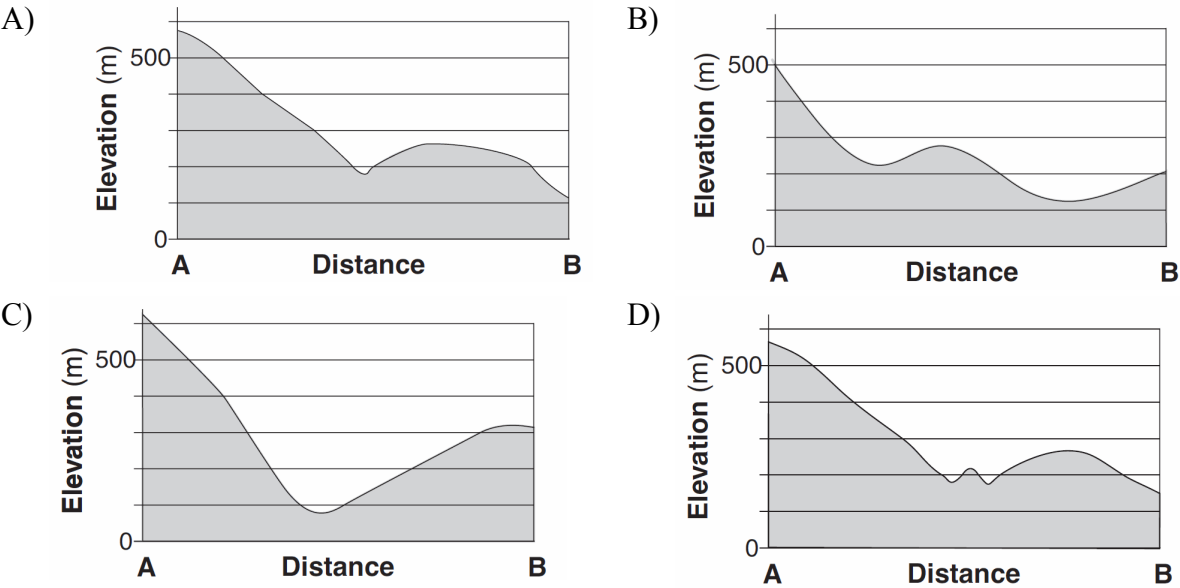 A)
Elevation (m)
500
0
A Distance B
B)
Elevation (m)
500
0
A Distance B
C)
Elevation (m)
500
0
A Distance B
D)
Elevation (m)
500
0
A Distance B